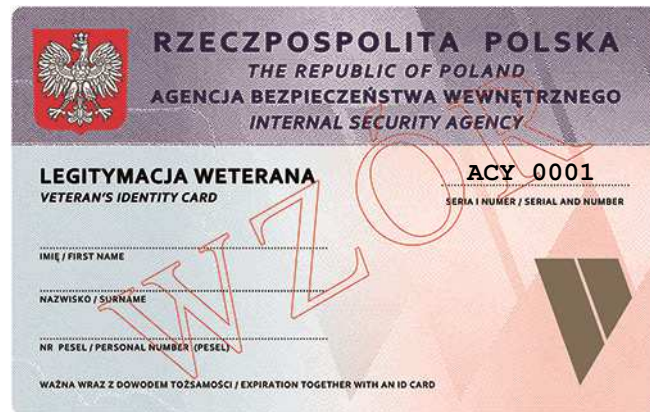 RZECZPOSPOLITA POLSKA
THE REPUBLIC OF POLAND
AGENCJA BEZPIECZEŃSTWA WEWNĘTRZNEGO
INTERNAL SECURITY AGENCY
LEGITYMACJA WETERANA
VETERAN'S IDENTITY CARD
ACY 0001
SERIA I NUMER / SERIAL AND NUMBER
IMIĘ / FIRST NAME
NAZWISKO / SURNAME
NR PESEL / PERSONAL NUMBER (PESEL)
WAŻNA WRAZ Z DOWODEM TOŻSAMOŚCI / EXPIRATION TOGETHER WITH AN ID CARD
WZÓR